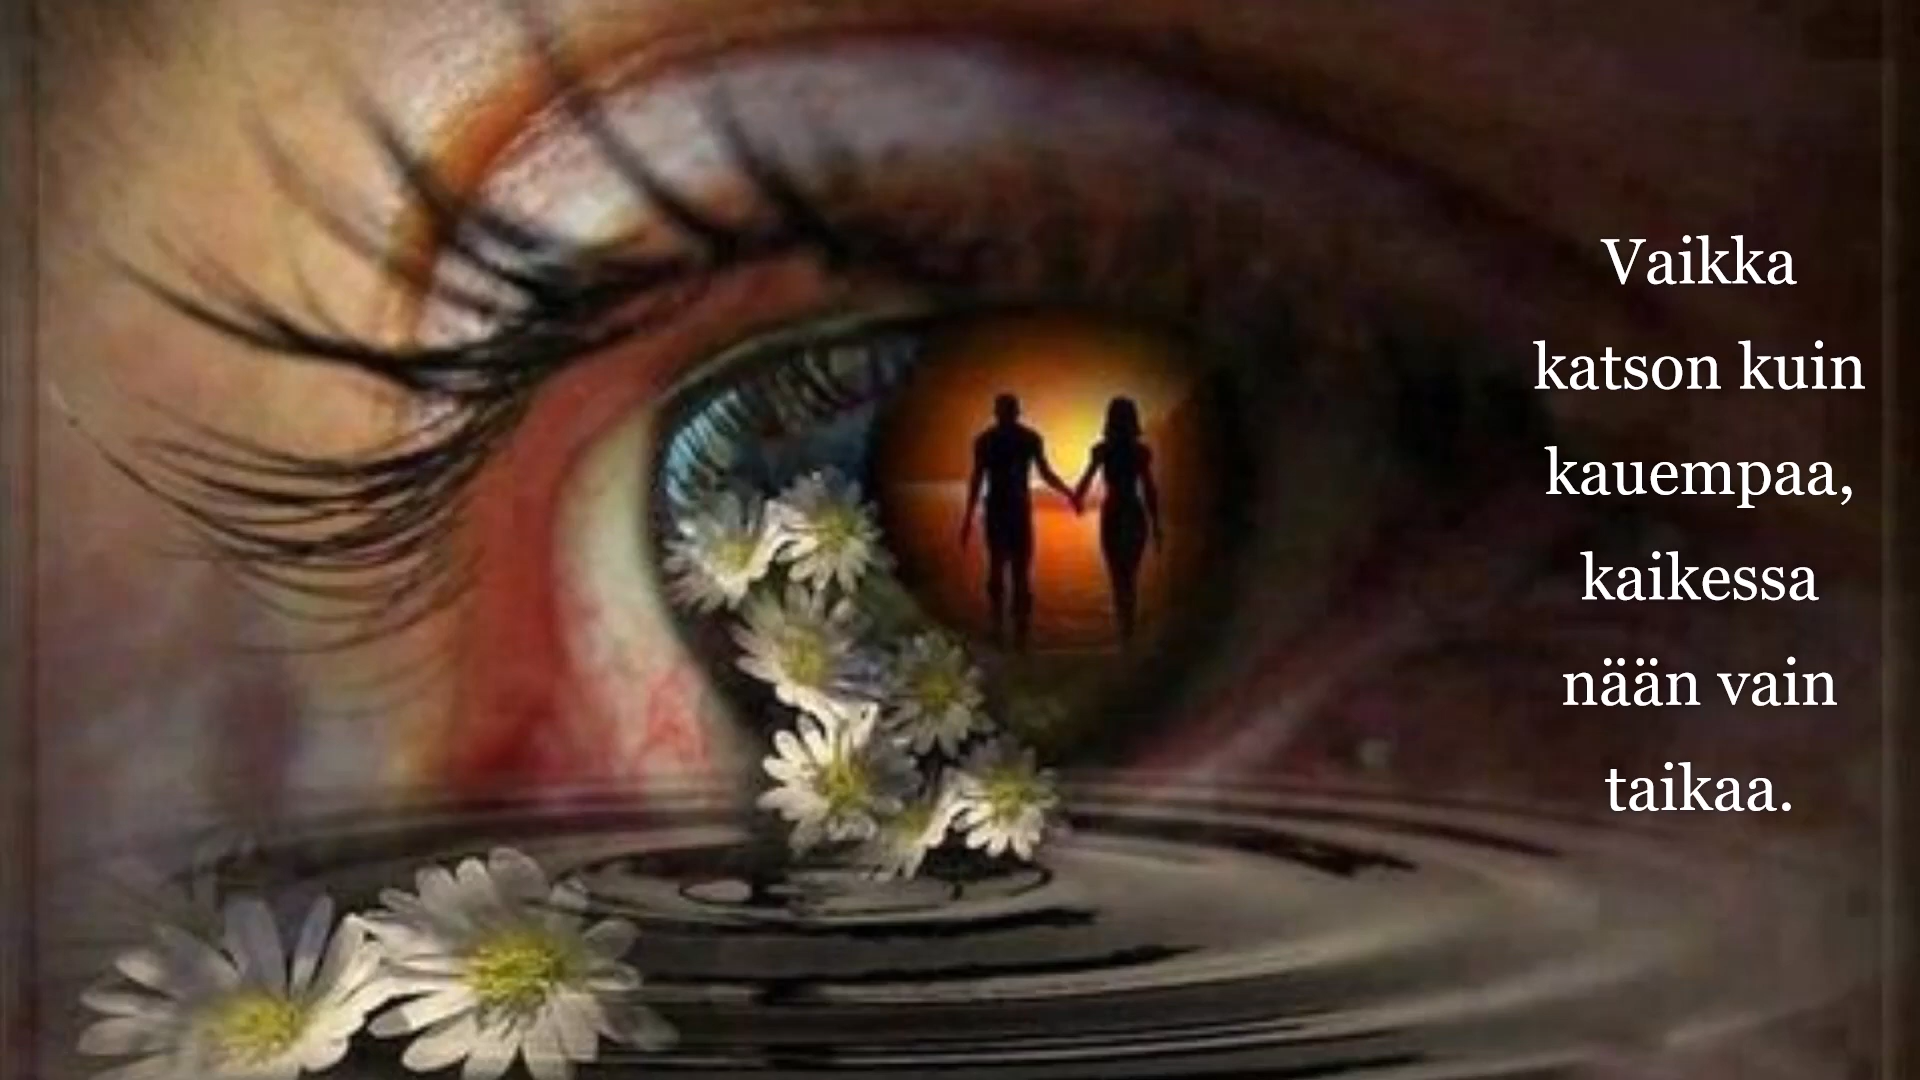 Vaikka
katson kuin
kauempaa,
kaikessa
nään vain
taikaa.